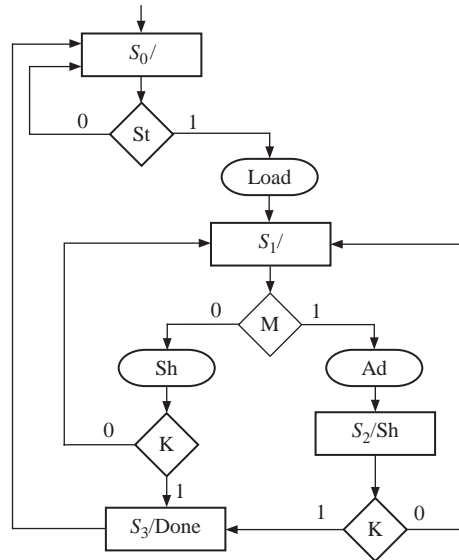 S0/
0 St 1
Load
S1/
0 M 1
Sh Ad
0 K S2/Sh
1
S3/Done 1 K 0